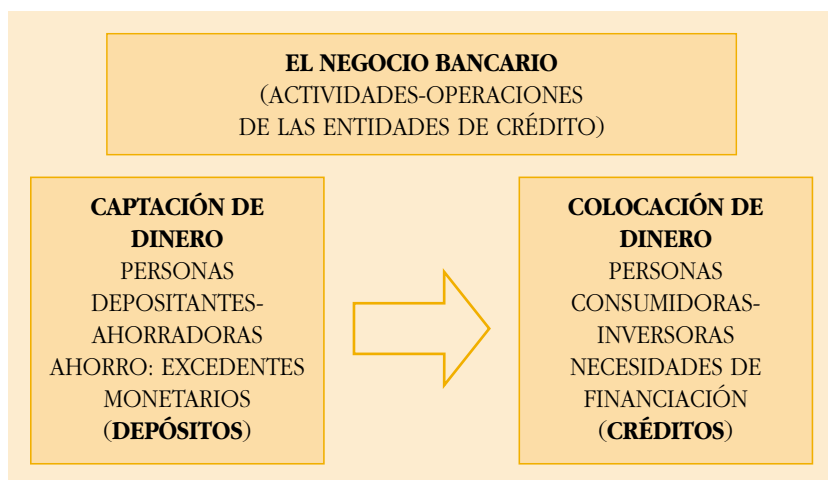 EL NEGOCIO BANCARIO
(ACTIVIDADES-OPERACIONES
DE LAS ENTIDADES DE CRÉDITO)
CAPTACIÓN DE
DINERO
PERSONAS
DEPOSITANTES-
AHORRADORAS
AHORRO: EXCEDENTES
MONETARIOS
(DEPÓSITOS)
COLOCACIÓN DE
DINERO
PERSONAS
CONSUMIDORAS-
INVERSORAS
NECESIDADES DE
FINANCIACIÓN
(CRÉDITOS)